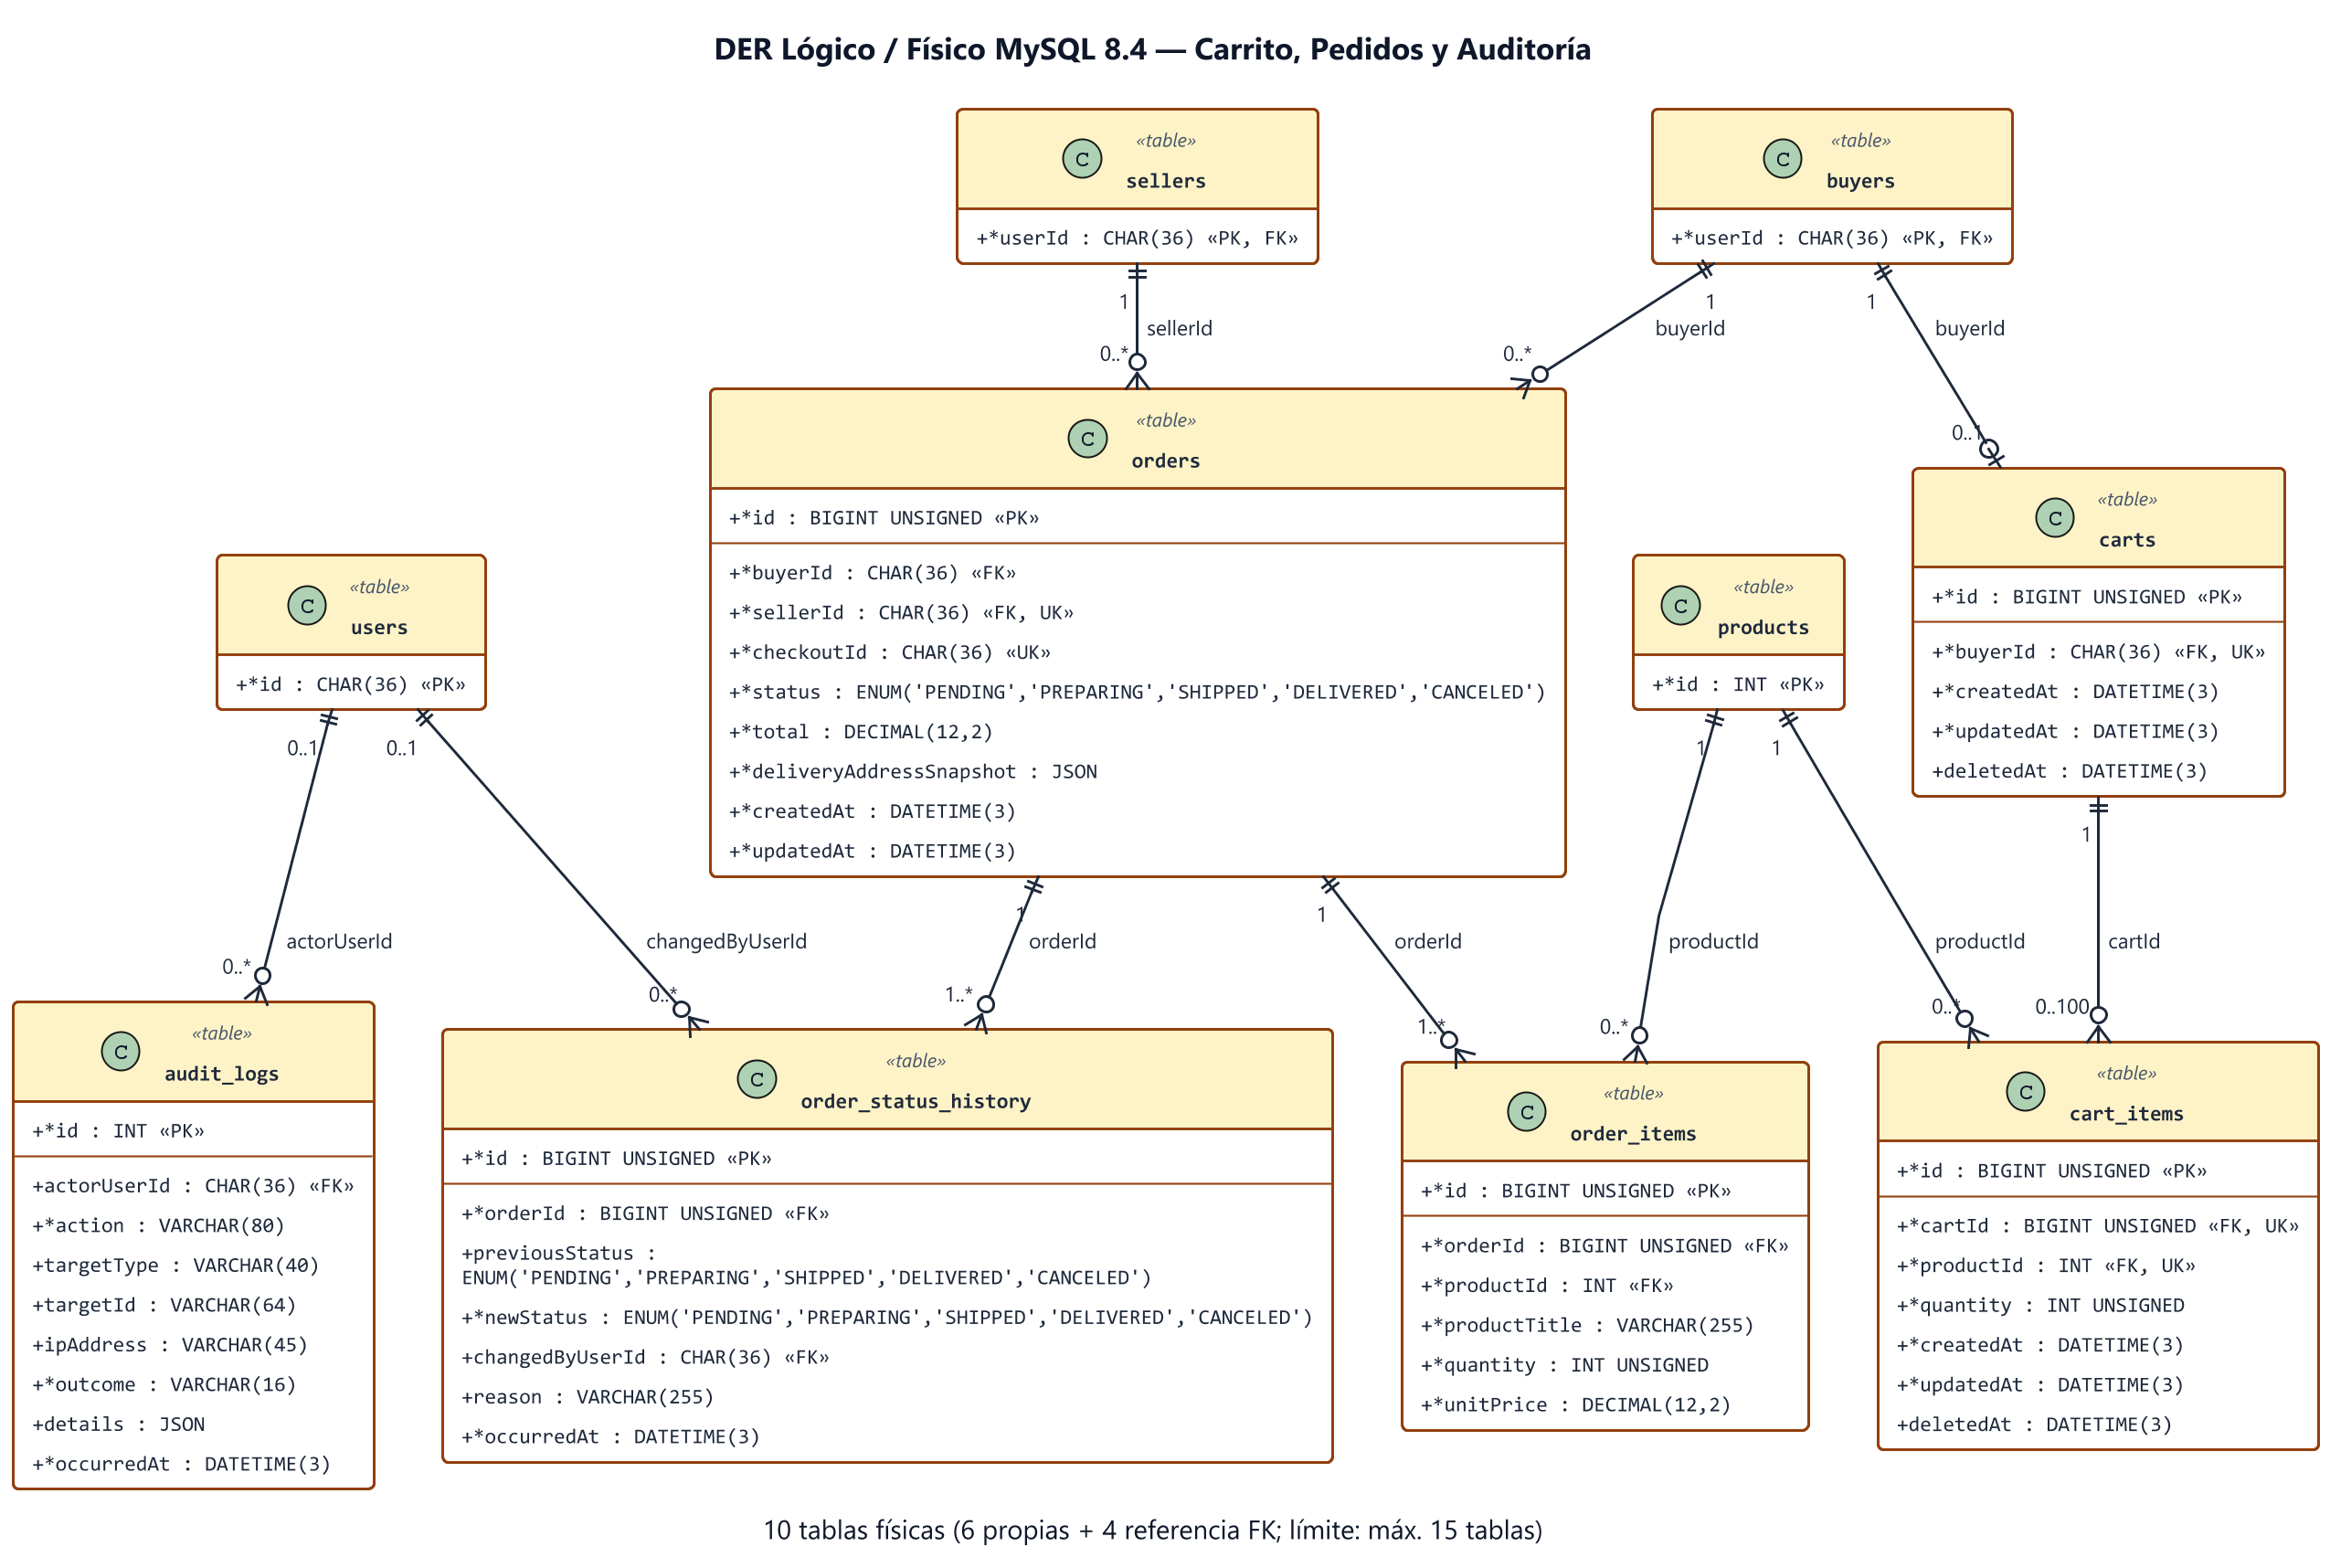 DER Lógico / Físico MySQL 8.4 — Carrito, Pedidos y Auditoría
«table»
C
sellers
+*userId : CHAR(36) «PK, FK»
«table»
C
buyers
+*userId : CHAR(36) «PK, FK»
1
sellerId
0..*
1
buyerId
0..*
1
buyerId
0..1
«table»
C
orders
+*id : BIGINT UNSIGNED «PK»
+*buyerId : CHAR(36) «FK»
+*sellerId : CHAR(36) «FK, UK»
+*checkoutId : CHAR(36) «UK»
+*status : ENUM('PENDING','PREPARING','SHIPPED','DELIVERED','CANCELED')
+*total : DECIMAL(12,2)
+*deliveryAddressSnapshot : JSON
+*createdAt : DATETIME(3)
+*updatedAt : DATETIME(3)
«table»
C
carts
+*id : BIGINT UNSIGNED «PK»
+*buyerId : CHAR(36) «FK, UK»
+*createdAt : DATETIME(3)
+*updatedAt : DATETIME(3)
+deletedAt : DATETIME(3)
«table»
C
users
+*id : CHAR(36) «PK»
«table»
C
products
+*id : INT «PK»
0..1
actorUserId
0..*
0..1
changedByUserId
0..*
1
orderId
1..*
1
orderId
1..*
1
productId
0..*
1
productId
0..*
1
cartId
0..100
«table»
C
audit_logs
+*id : INT «PK»
+actorUserId : CHAR(36) «FK»
+*action : VARCHAR(80)
+targetType : VARCHAR(40)
+targetId : VARCHAR(64)
+ipAddress : VARCHAR(45)
+*outcome : VARCHAR(16)
+details : JSON
+*occurredAt : DATETIME(3)
«table»
C
order_status_history
+*id : BIGINT UNSIGNED «PK»
+*orderId : BIGINT UNSIGNED «FK»
+previousStatus :
ENUM('PENDING','PREPARING','SHIPPED','DELIVERED','CANCELED')
+*newStatus : ENUM('PENDING','PREPARING','SHIPPED','DELIVERED','CANCELED')
+changedByUserId : CHAR(36) «FK»
+reason : VARCHAR(255)
+*occurredAt : DATETIME(3)
«table»
C
order_items
+*id : BIGINT UNSIGNED «PK»
+*orderId : BIGINT UNSIGNED «FK»
+*productId : INT «FK»
+*productTitle : VARCHAR(255)
+*quantity : INT UNSIGNED
+*unitPrice : DECIMAL(12,2)
«table»
C
cart_items
+*id : BIGINT UNSIGNED «PK»
+*cartId : BIGINT UNSIGNED «FK, UK»
+*productId : INT «FK, UK»
+*quantity : INT UNSIGNED
+*createdAt : DATETIME(3)
+*updatedAt : DATETIME(3)
+deletedAt : DATETIME(3)
10 tablas físicas (6 propias + 4 referencia FK; límite: máx. 15 tablas)